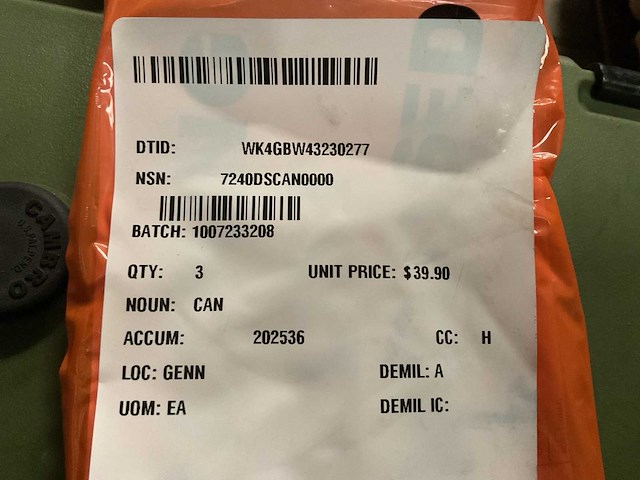 DTID: WK4GBW43230277
NSN: 7240DSCAN0000
BATCH: 1007233208
QTY: 3 UNIT PRICE: $39.90
NOUN: CAN
ACCUM: 202536 CC: H
LOC: GENN DEMIL: A
UOM: EA DEMIL IC:
CAMBRO